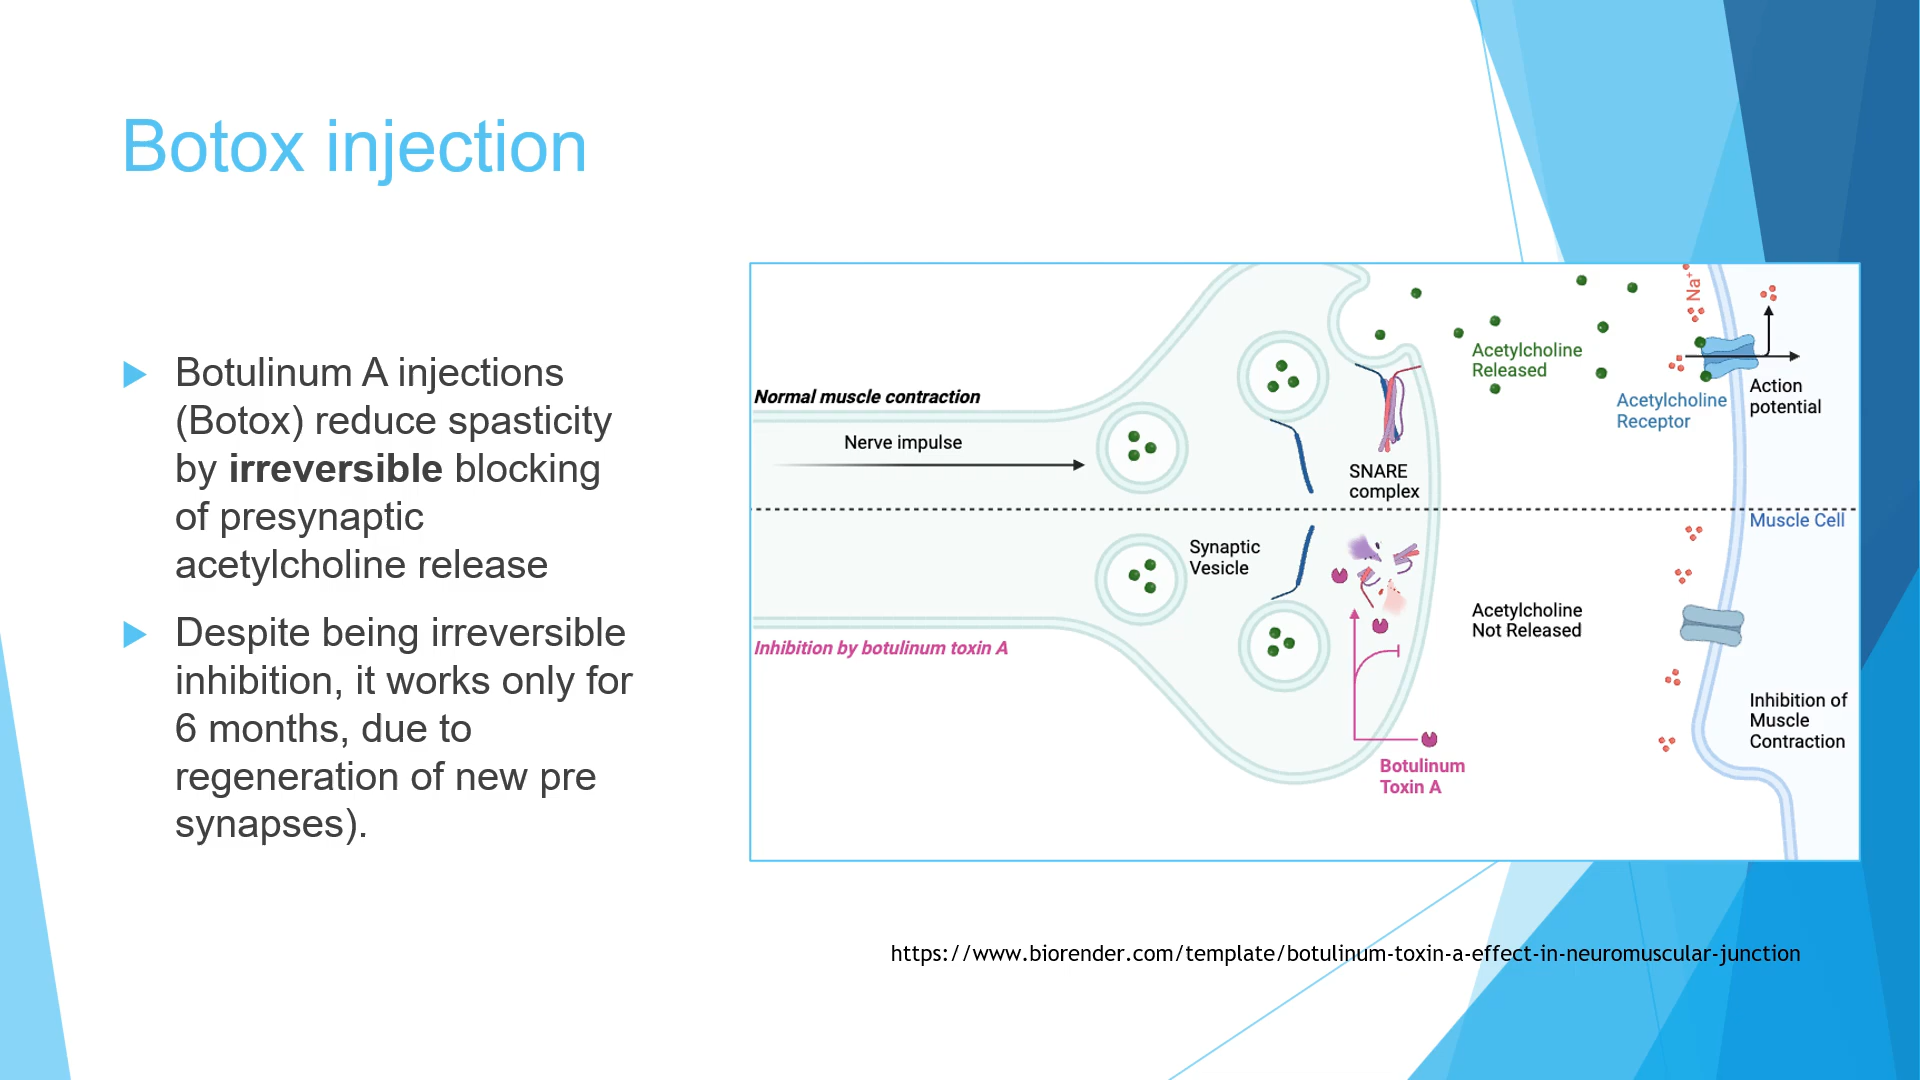 Botox injection
Botulinum A injections
(Botox) reduce spasticity
by irreversible blocking
of presynaptic
acetylcholine release
Despite being irreversible
inhibition, it works only for
6 months, due to
regeneration of new pre
synapses).
Normal muscle contraction
Nerve impulse
SNARE
complex
Acetylcholine
Released
Na+
Acetylcholine
Receptor
Action
potential
Muscle Cell
Synaptic
Vesicle
Inhibition by botulinum toxin A
Acetylcholine
Not Released
Inhibition of
Muscle
Contraction
Botulinum
Toxin A
https://www.biorender.com/template/botulinum-toxin-a-effect-in-neuromuscular-junction